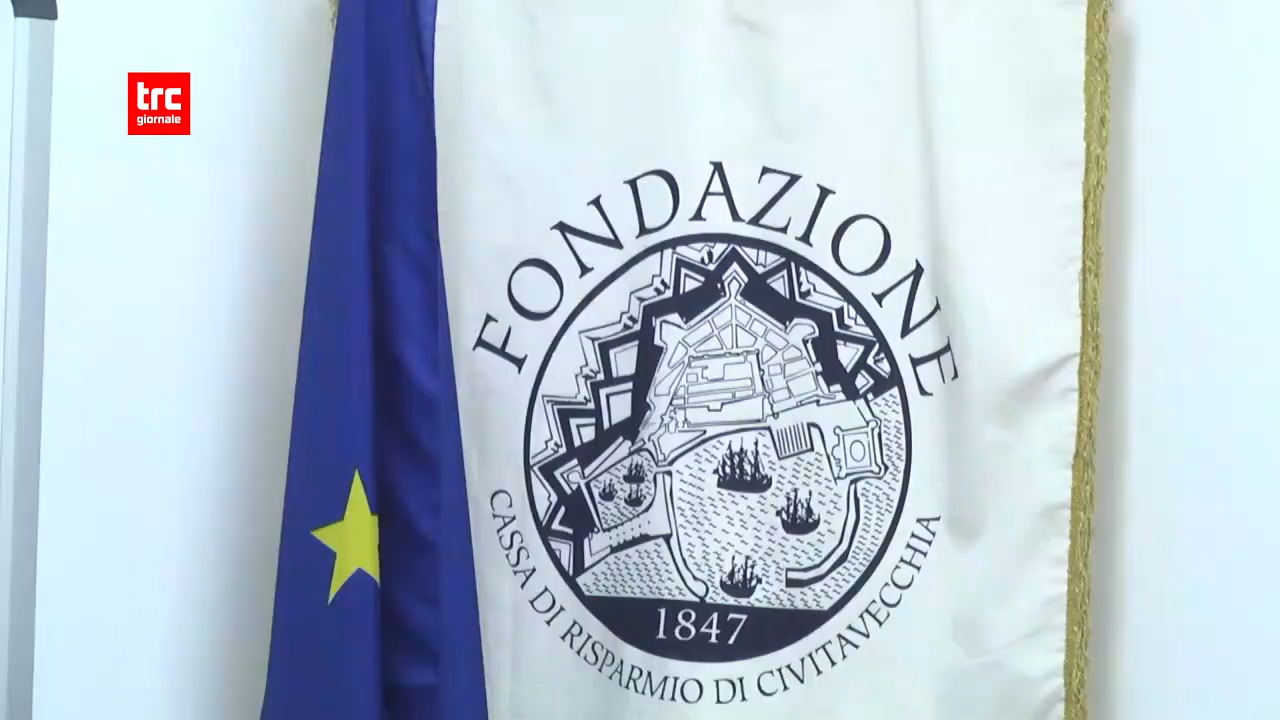 trc
giornale
FONDAZIONE
1847
CASSA DI RISPARMIO DI CIVITAVECCHIA